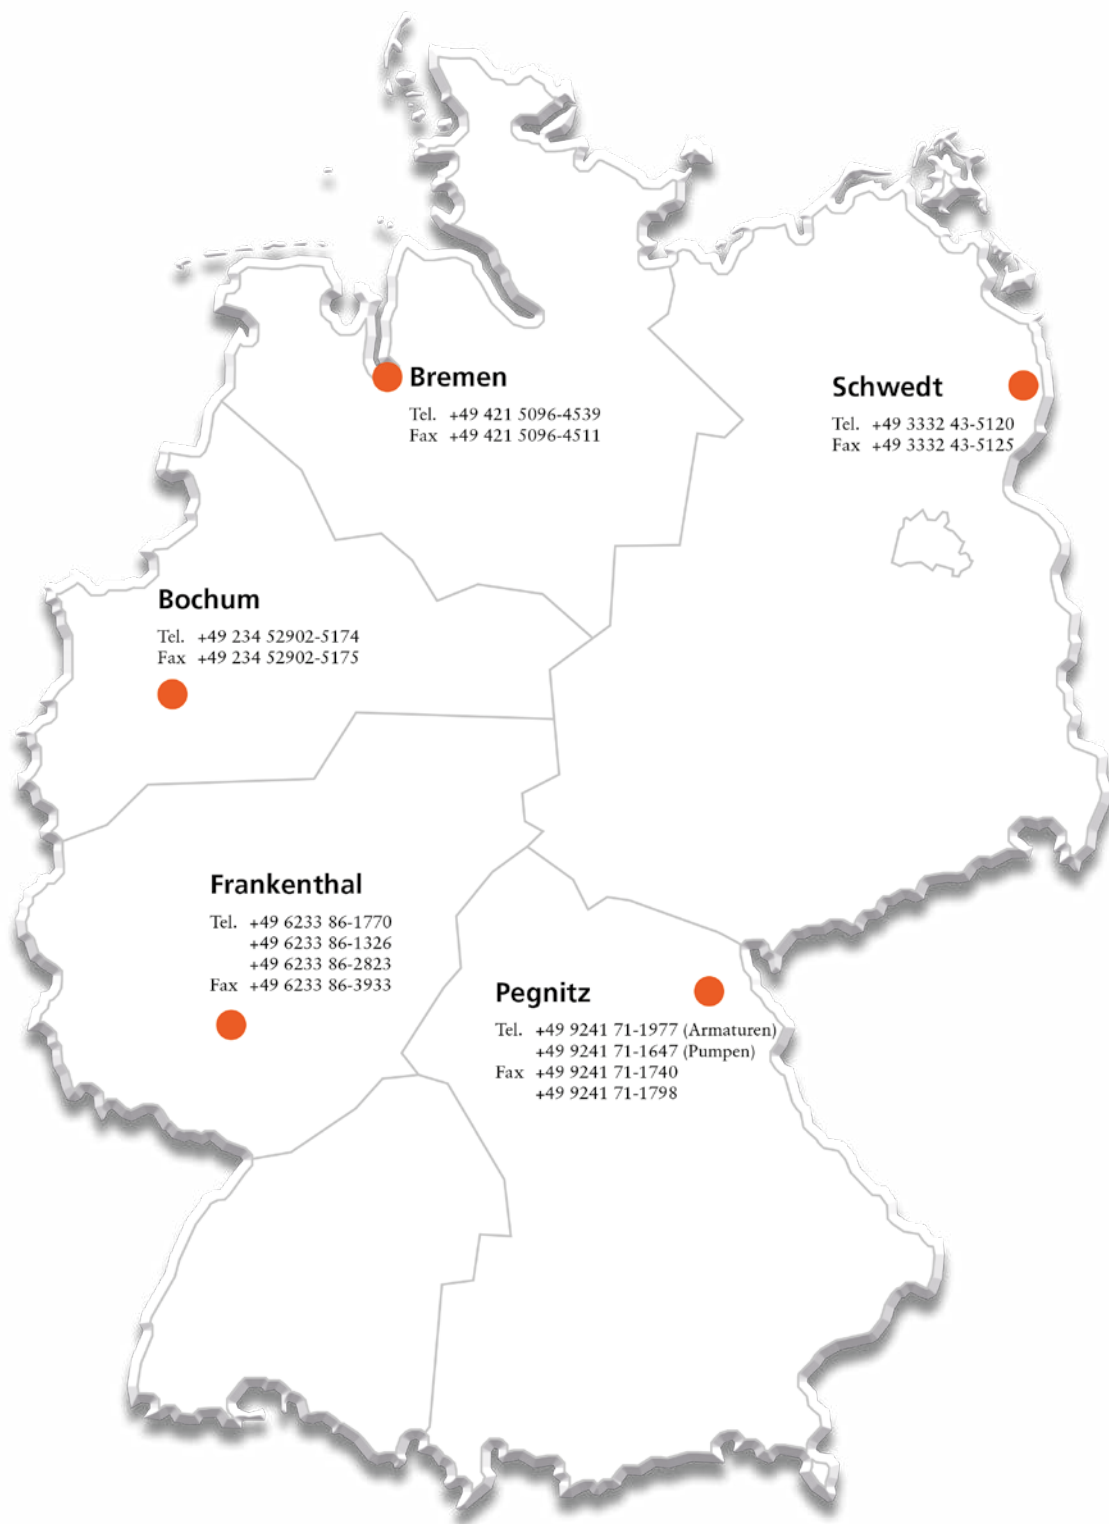 Bremen
Tel. +49 421 5096-4539
Fax +49 421 5096-4511
Schwedt
Tel. +49 3332 43-5120
Fax +49 3332 43-5125
Bochum
Tel. +49 234 52902-5174
Fax +49 234 52902-5175
Frankenthal
Tel. +49 6233 86-1770
+49 6233 86-1326
+49 6233 86-2823
Fax +49 6233 86-3933
Pegnitz
Tel. +49 9241 71-1977 (Armaturen)
+49 9241 71-1647 (Pumpen)
Fax +49 9241 71-1740
+49 9241 71-1798